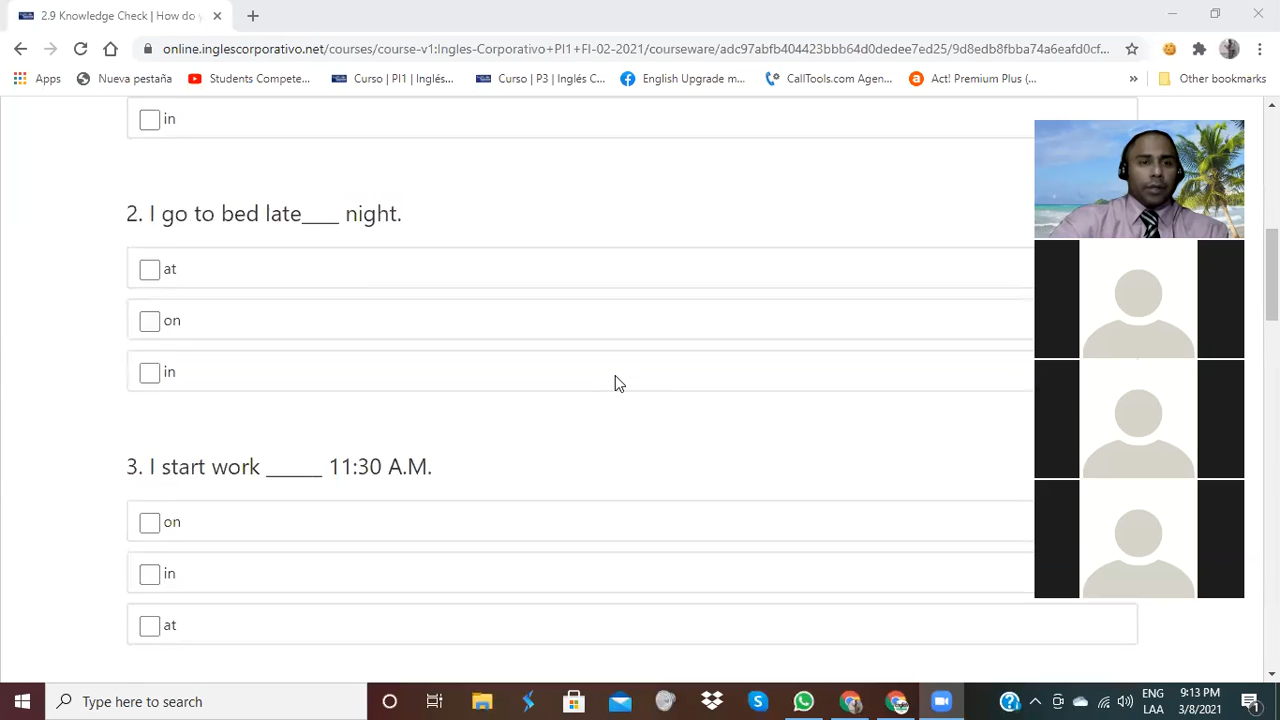 2.9 Knowledge Check | How do y
online.inglescorporativo.net/courses/course-v1:Ingles-Corporativo+PI1+FI-02-2021/courseware/adc97abfb404423bbb64d0dedee7ed25/9d8edb8fbba74a6eafd0cf...
Apps
Nueva pestaña
Students Compete...
Curso | PI1 | Inglés...
Curso | P3 | Inglés C...
English Upgrade m...
CallTools.com Agen...
Act! Premium Plus (...
»
Other bookmarks
in
2. I go to bed late___ night.
at
on
in
3. I start work _____ 11:30 A.M.
on
in
at
Type here to search
ENG
LAA
9:13 PM
3/8/2021
1